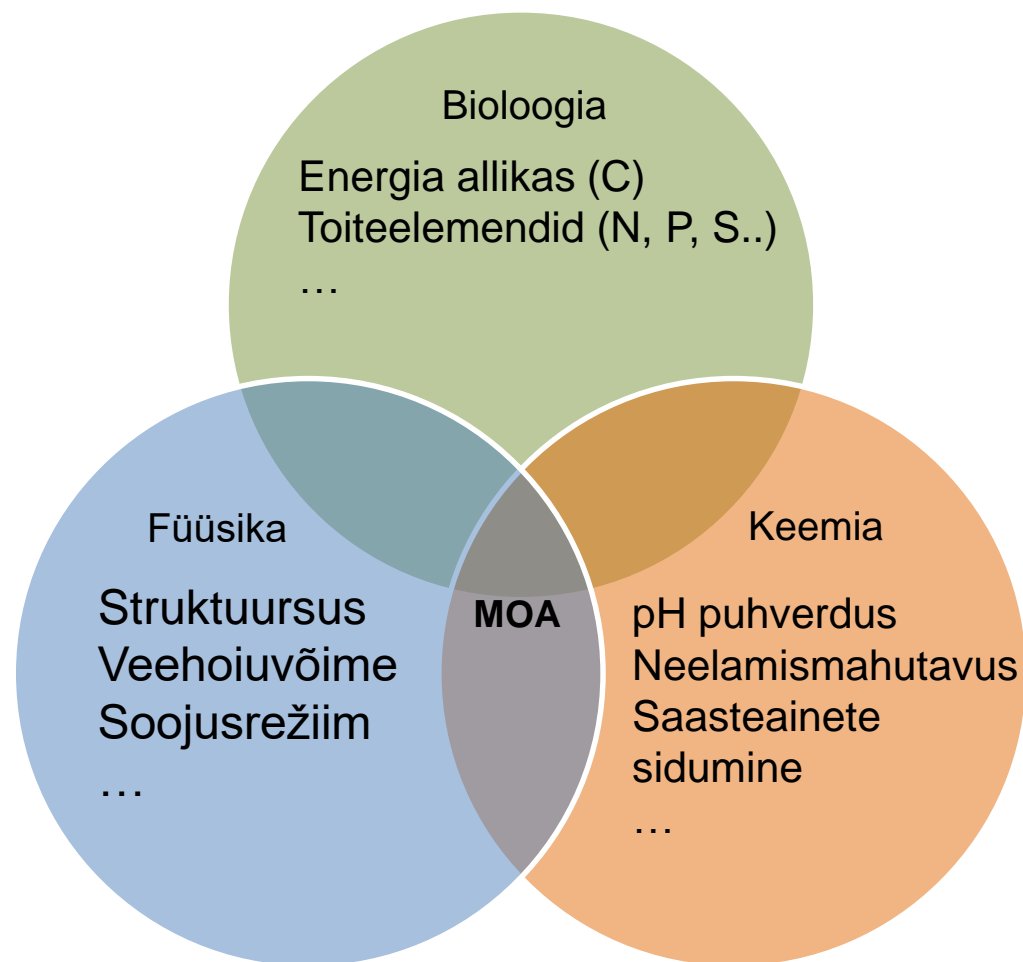 Bioloogia
Energia allikas (C)
Toiteelemendid (N, P, S..)
…
Füüsika
Struktuursus
Veehoiuvõime
Soojusrežiim
…
MOA
Keemia
pH puhverdus
Neelamismahutavus
Saasteainete
sidumine
…